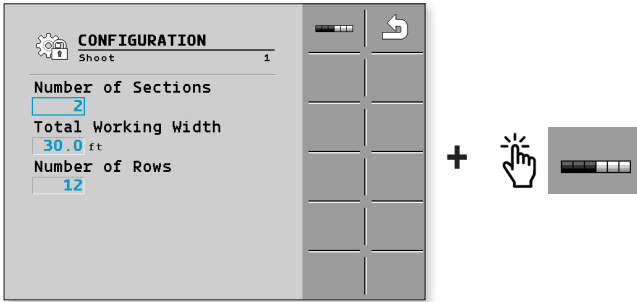 CONFIGURATION
Shoot 1
Number of Sections
2
Total Working Width
30.0 ft
Number of Rows
12
+